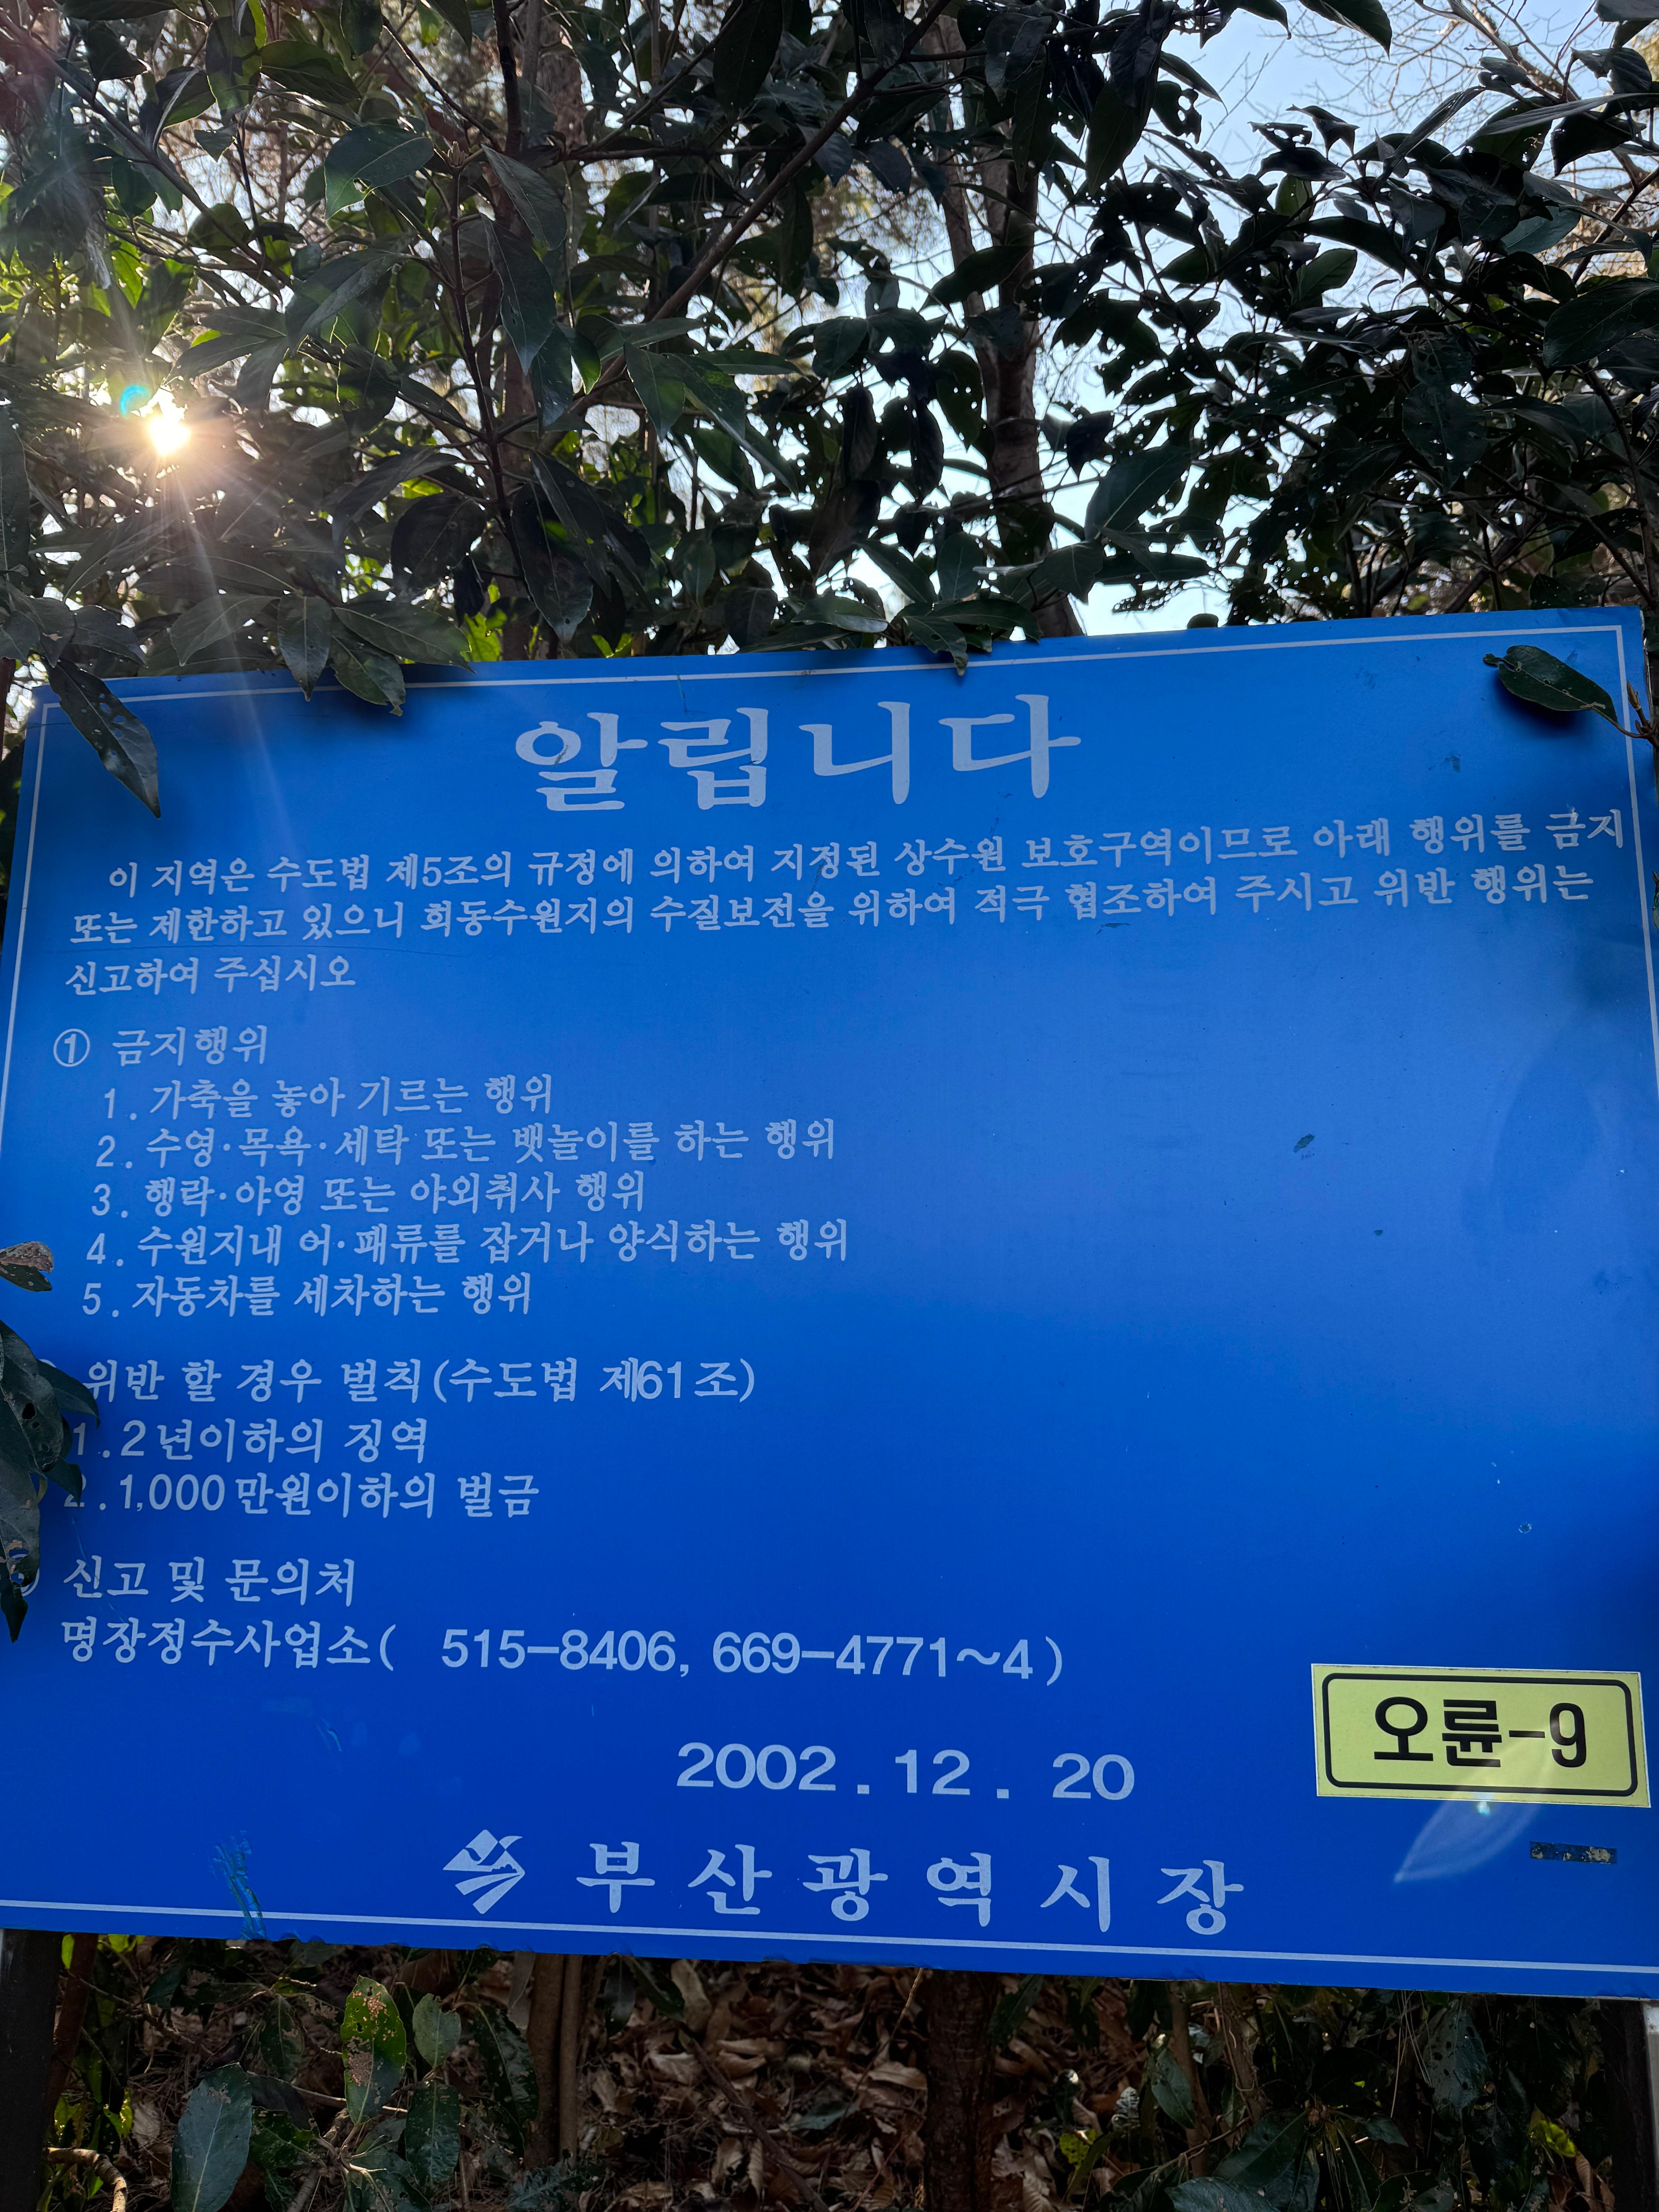 알립니다
이 지역은 수도법 제5조의 규정에 의하여 지정된 상수원 보호구역이므로 아래 행위를 금지
또는 제한하고 있으니 회동수원지의 수질보전을 위하여 적극 협조하여 주시고 위반 행위는
신고하여 주십시오
① 금지행위
1. 가축을 놓아 기르는 행위
2. 수영·목욕·세탁 또는 뱃놀이를 하는 행위
3. 행락·야영 또는 야외취사 행위
4. 수원지내 어·패류를 잡거나 양식하는 행위
5. 자동차를 세차하는 행위
위반 할 경우 벌칙(수도법 제61조)
1. 2년이하의 징역
2. 1,000만원이하의 벌금
신고 및 문의처
명장정수사업소( 515-8406, 669-4771~4)
오륜-9
2002. 12. 20
부산광역시장